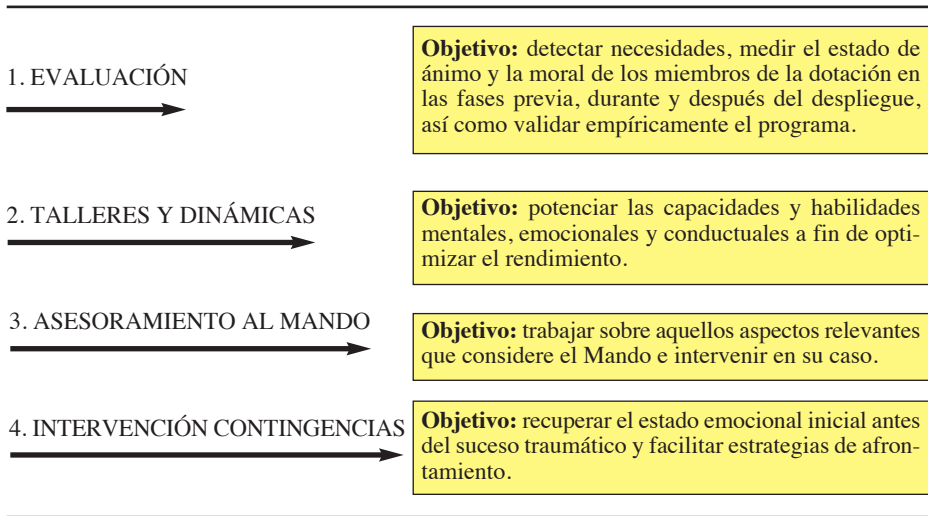 1. EVALUACIÓN
Objetivo: detectar necesidades, medir el estado de
ánimo y la moral de los miembros de la dotación en
las fases previa, durante y después del despliegue,
así como validar empíricamente el programa.
2. TALLERES Y DINÁMICAS
Objetivo: potenciar las capacidades y habilidades
mentales, emocionales y conductuales a fin de opti-
mizar el rendimiento.
3. ASESORAMIENTO AL MANDO
Objetivo: trabajar sobre aquellos aspectos relevantes
que considere el Mando e intervenir en su caso.
4. INTERVENCIÓN CONTINGENCIAS
Objetivo: recuperar el estado emocional inicial antes
del suceso traumático y facilitar estrategias de afron-
tamiento.